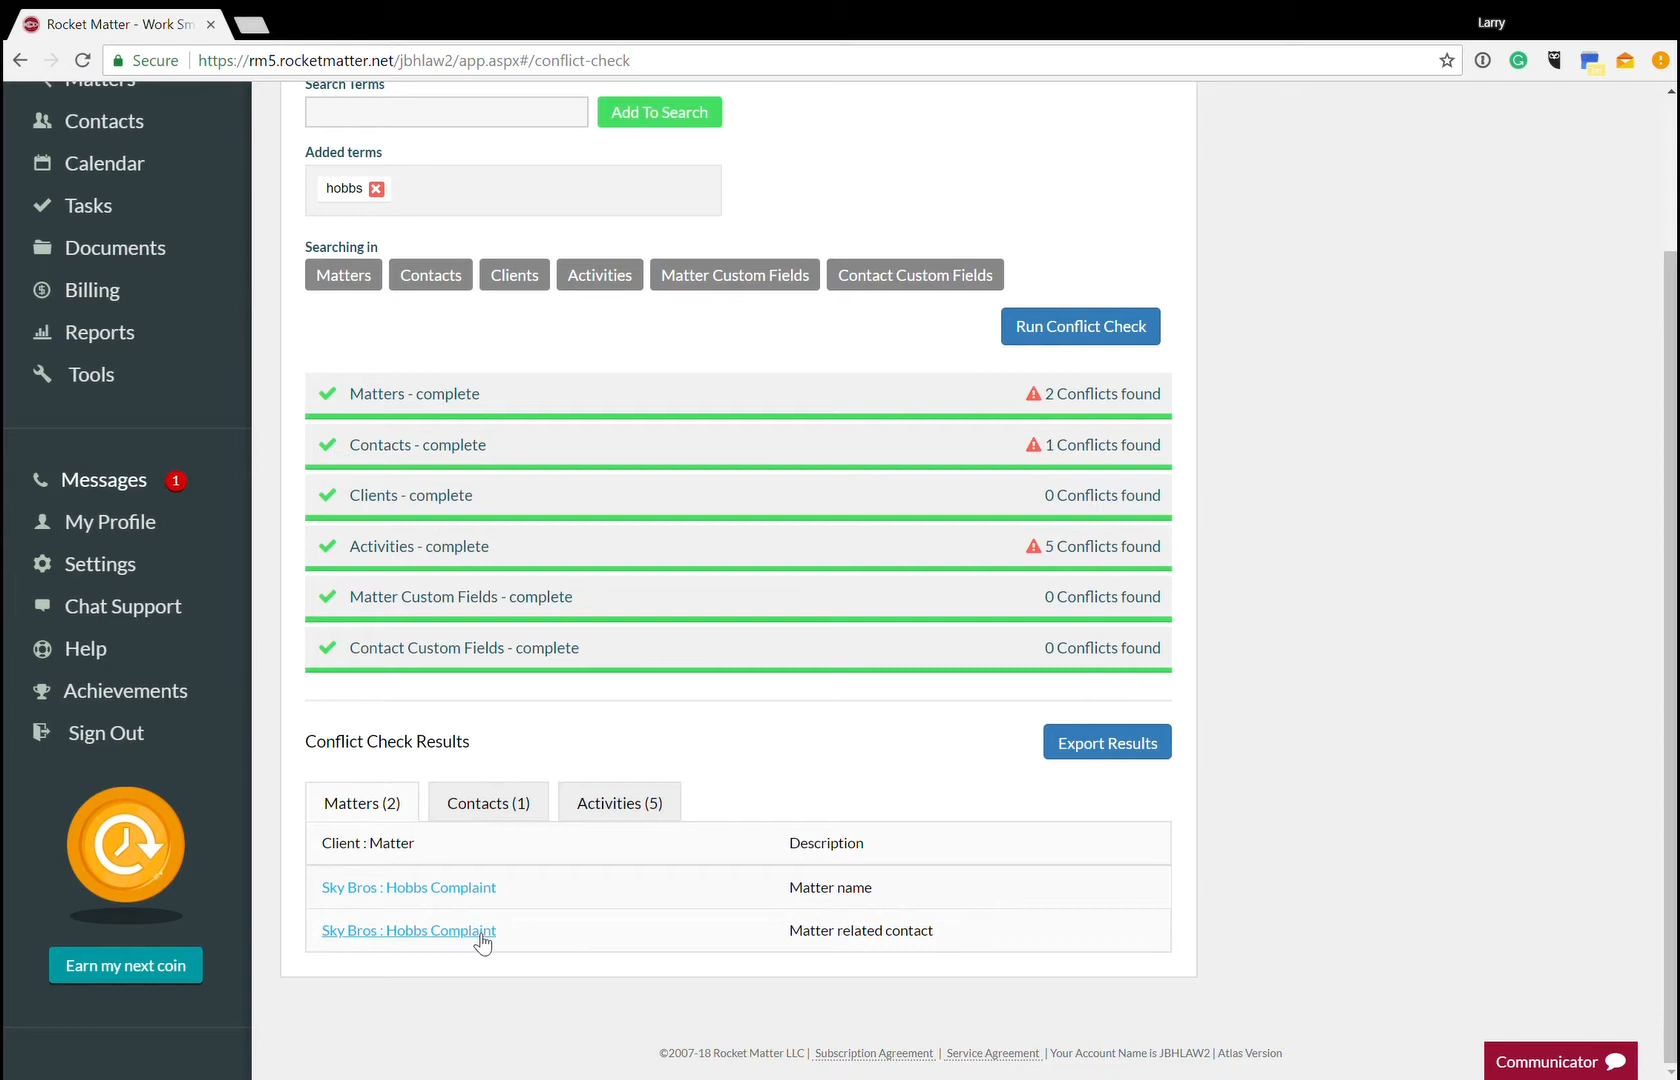 Rocket Matter - Work Sm
Larry
Secure
https://rm5.rocketmatter.net/jbhlaw2/app.aspx#/conflict-check
Matters
Contacts
Calendar
Tasks
Documents
Billing
Reports
Tools
Messages 1
My Profile
Settings
Chat Support
Help
Achievements
Sign Out
Earn my next coin
Search Terms
Add To Search
Added terms
hobbs
Searching in
Matters Contacts Clients Activities Matter Custom Fields Contact Custom Fields
Run Conflict Check
Matters - complete 2 Conflicts found
Contacts - complete 1 Conflicts found
Clients - complete 0 Conflicts found
Activities - complete 5 Conflicts found
Matter Custom Fields - complete 0 Conflicts found
Contact Custom Fields - complete 0 Conflicts found
Conflict Check Results Export Results
Matters (2) Contacts (1) Activities (5)
Client : Matter Description
Sky Bros : Hobbs Complaint Matter name
Sky Bros : Hobbs Complaint Matter related contact
©2007-18 Rocket Matter LLC | Subscription Agreement | Service Agreement | Your Account Name is JBHLAW2 | Atlas Version
Communicator